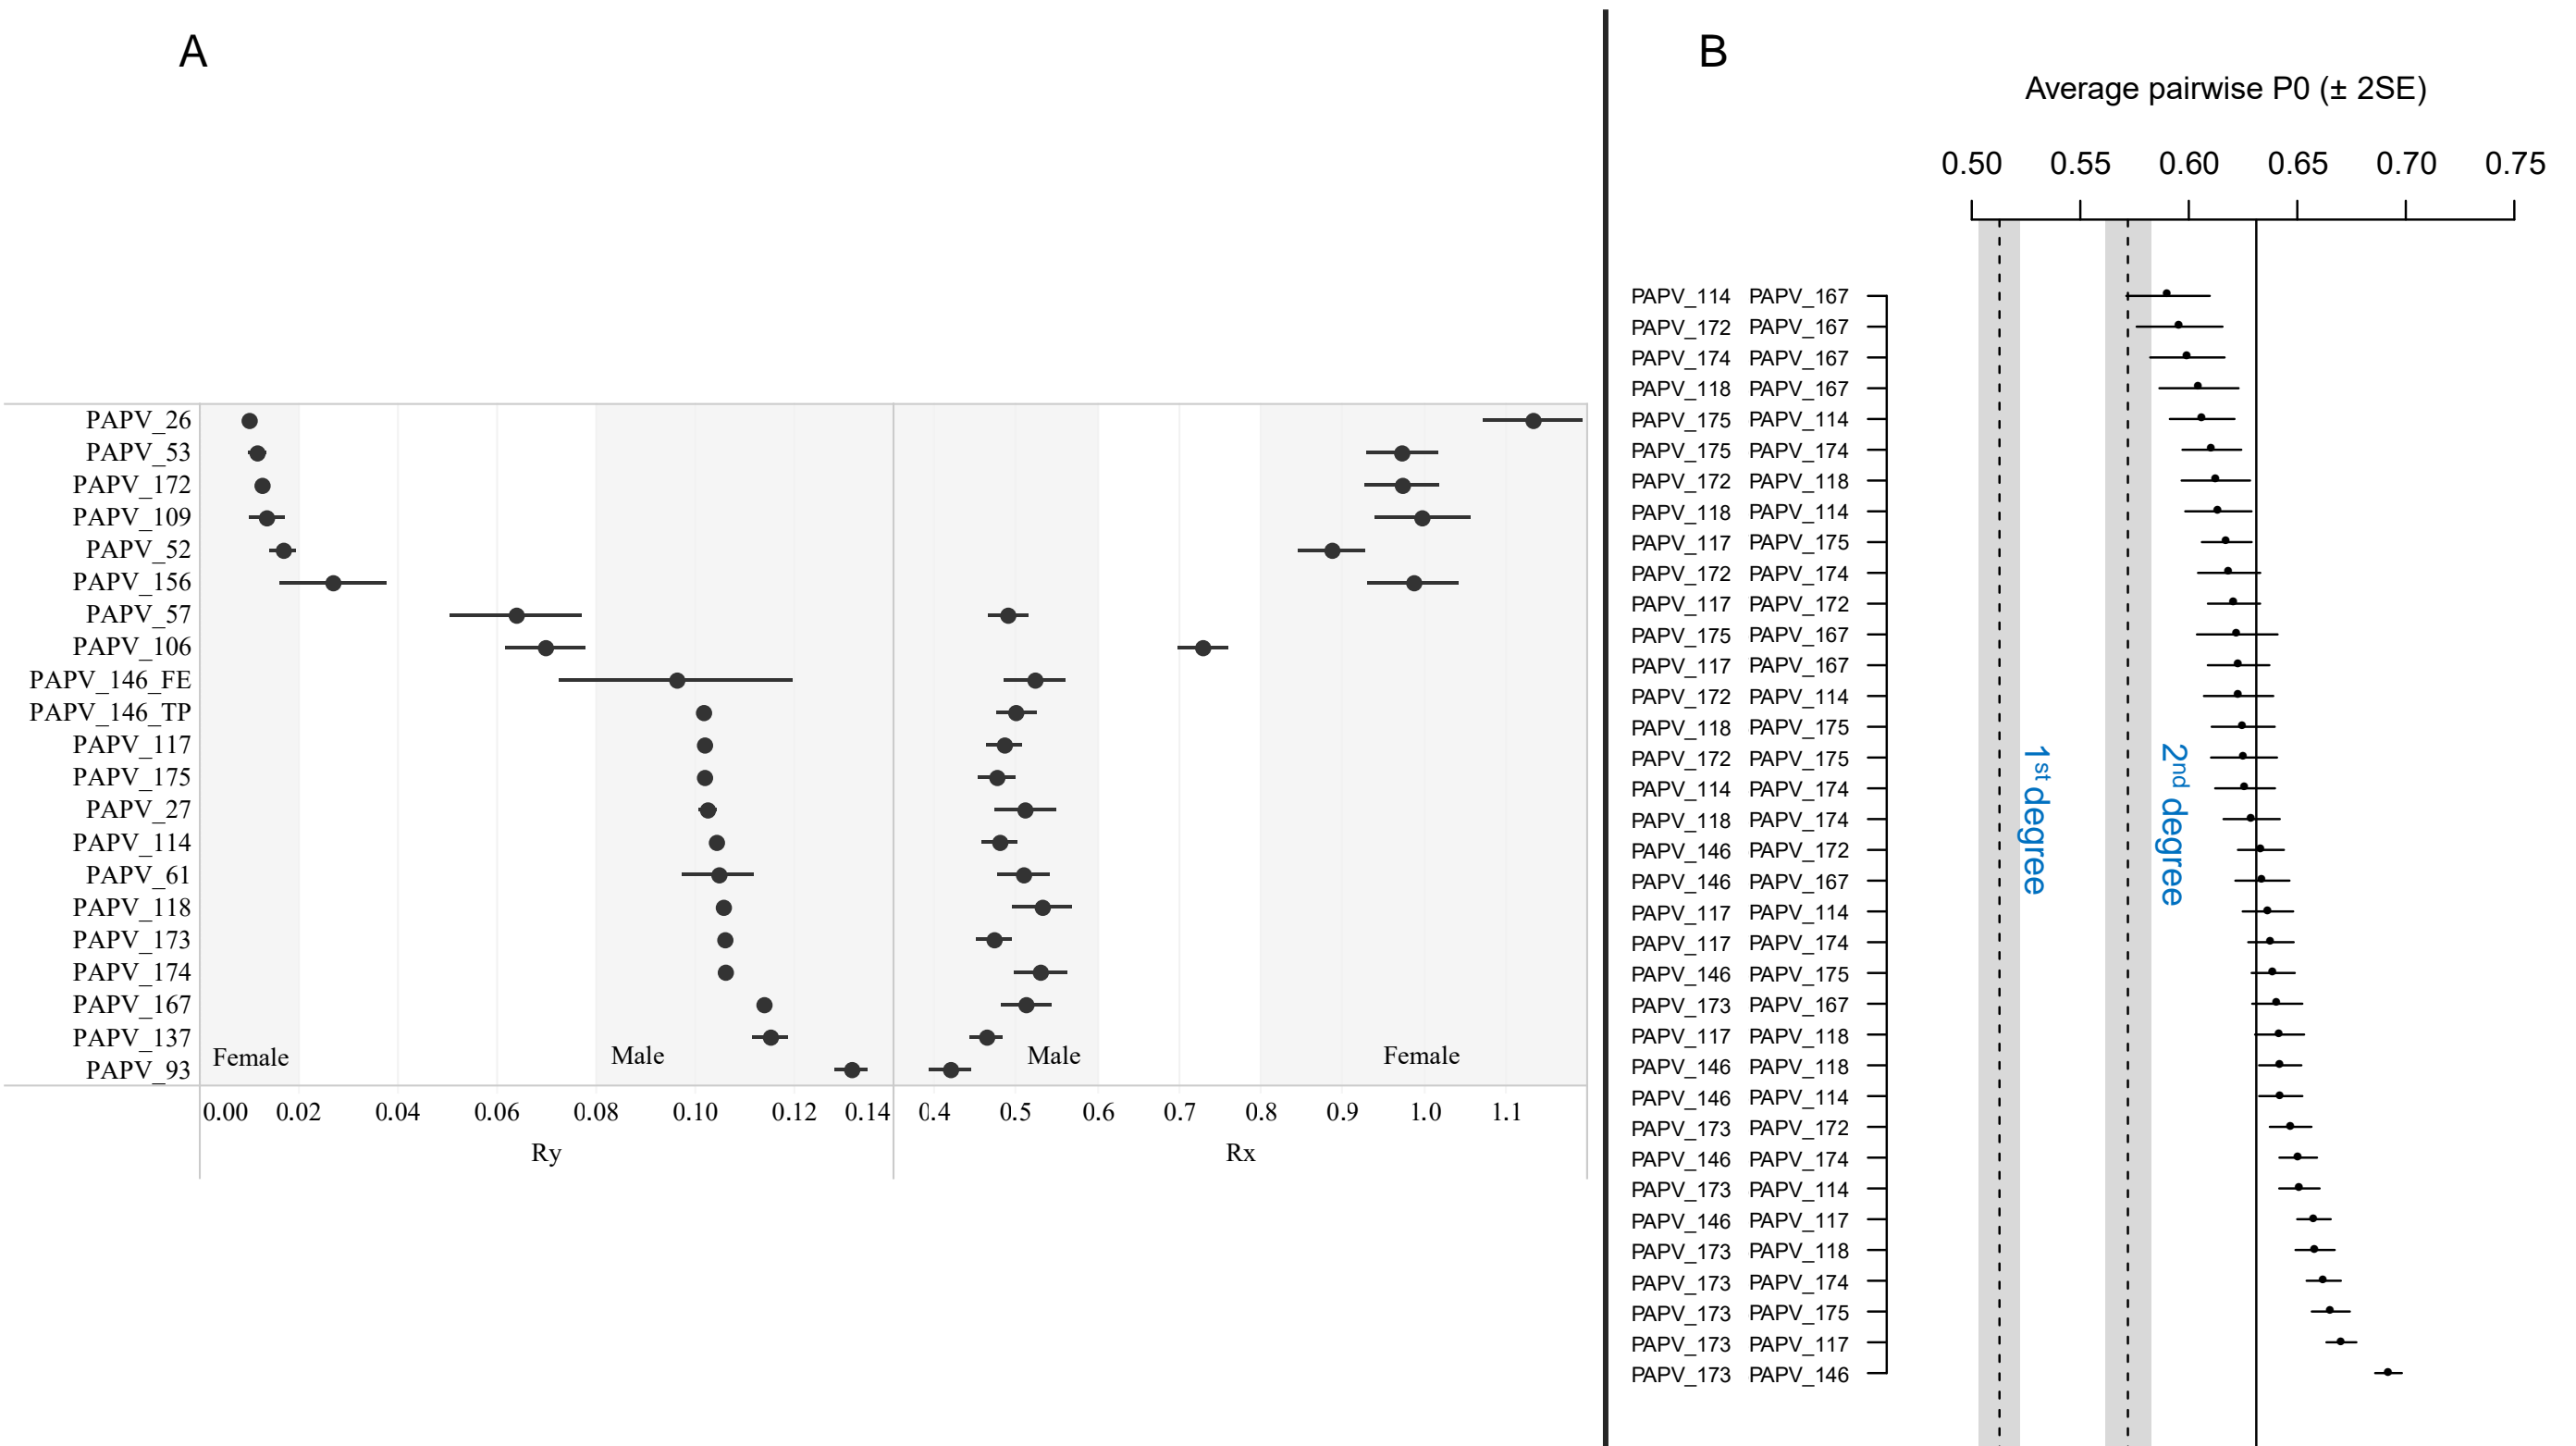 A
PAPV_26
PAPV_53
PAPV_172
PAPV_109
PAPV_52
PAPV_156
PAPV_57
PAPV_106
PAPV_146_FE
PAPV_146_TP
PAPV_117
PAPV_175
PAPV_27
PAPV_114
PAPV_61
PAPV_118
PAPV_173
PAPV_174
PAPV_167
PAPV_137
PAPV_93
Female Male Male Female
0.00 0.02 0.04 0.06 0.08 0.10 0.12 0.14 0.4 0.5 0.6 0.7 0.8 0.9 1.0 1.1
Ry Rx
B
Average pairwise P0 (± 2SE)
0.50 0.55 0.60 0.65 0.70 0.75
PAPV_114 PAPV_167
PAPV_172 PAPV_167
PAPV_174 PAPV_167
PAPV_118 PAPV_167
PAPV_175 PAPV_114
PAPV_175 PAPV_174
PAPV_172 PAPV_118
PAPV_118 PAPV_114
PAPV_117 PAPV_175
PAPV_172 PAPV_174
PAPV_117 PAPV_172
PAPV_175 PAPV_167
PAPV_117 PAPV_167
PAPV_172 PAPV_114
PAPV_118 PAPV_175
PAPV_172 PAPV_175
PAPV_114 PAPV_174
PAPV_118 PAPV_174
PAPV_146 PAPV_172
PAPV_146 PAPV_167
PAPV_117 PAPV_114
PAPV_117 PAPV_174
PAPV_146 PAPV_175
PAPV_173 PAPV_167
PAPV_117 PAPV_118
PAPV_146 PAPV_118
PAPV_146 PAPV_114
PAPV_173 PAPV_172
PAPV_146 PAPV_174
PAPV_173 PAPV_114
PAPV_146 PAPV_117
PAPV_173 PAPV_118
PAPV_173 PAPV_174
PAPV_173 PAPV_175
PAPV_173 PAPV_117
PAPV_173 PAPV_146
1st degree
2nd degree